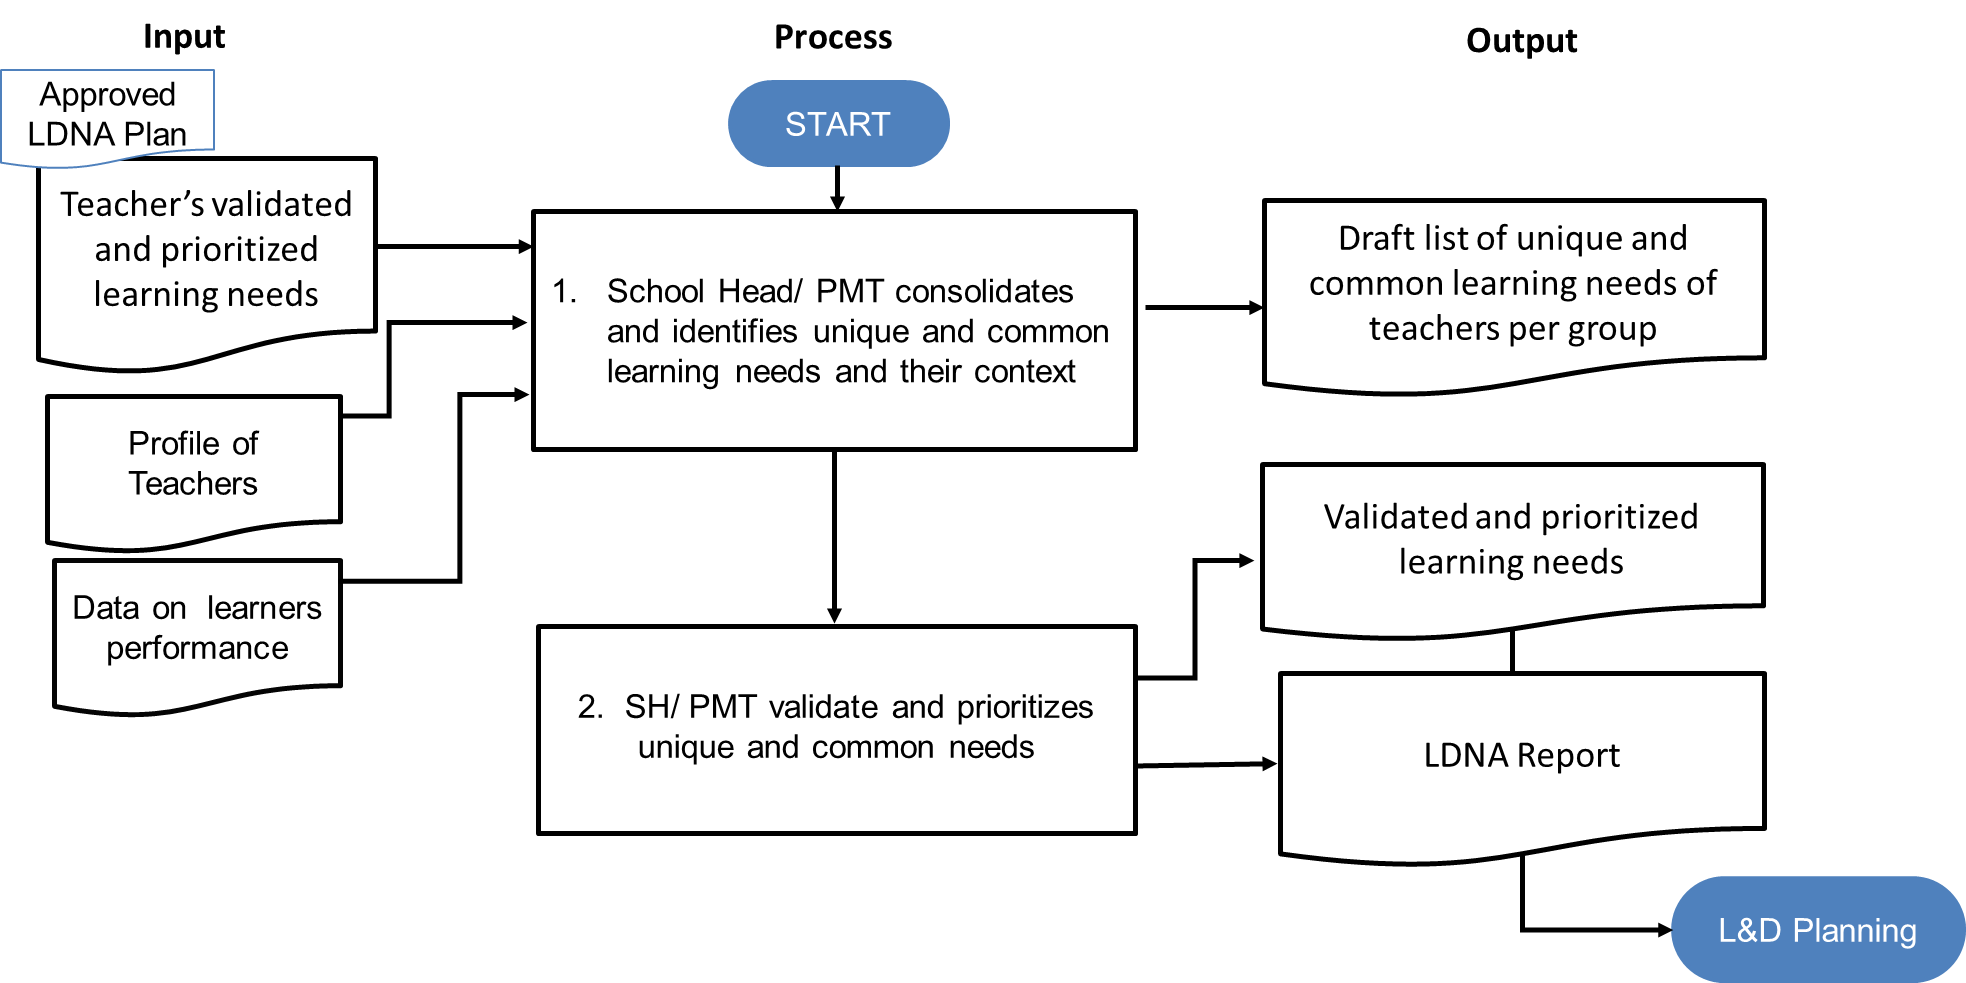 Input
Process
Output
Approved
LDNA Plan
Teacher’s validated
and prioritized
learning needs
Profile of
Teachers
Data on learners
performance
START
1. School Head/ PMT consolidates
and identifies unique and common
learning needs and their context
2. SH/ PMT validate and prioritizes
unique and common needs
Draft list of unique and
common learning needs of
teachers per group
Validated and prioritized
learning needs
LDNA Report
L&D Planning